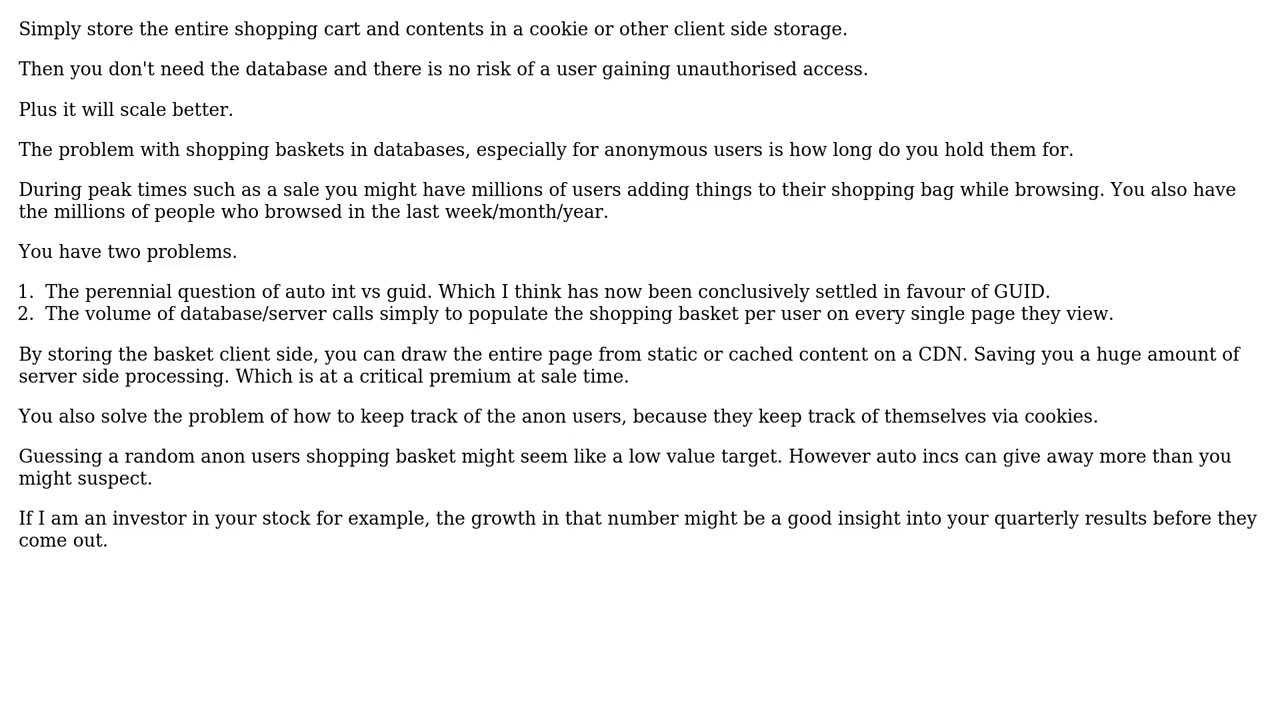 Simply store the entire shopping cart and contents in a cookie or other client side storage.
Then you don't need the database and there is no risk of a user gaining unauthorised access.
Plus it will scale better.
The problem with shopping baskets in databases, especially for anonymous users is how long do you hold them for.
During peak times such as a sale you might have millions of users adding things to their shopping bag while browsing. You also have
the millions of people who browsed in the last week/month/year.
You have two problems.
1. The perennial question of auto int vs guid. Which I think has now been conclusively settled in favour of GUID.
2. The volume of database/server calls simply to populate the shopping basket per user on every single page they view.
By storing the basket client side, you can draw the entire page from static or cached content on a CDN. Saving you a huge amount of
server side processing. Which is at a critical premium at sale time.
You also solve the problem of how to keep track of the anon users, because they keep track of themselves via cookies.
Guessing a random anon users shopping basket might seem like a low value target. However auto incs can give away more than you
might suspect.
If I am an investor in your stock for example, the growth in that number might be a good insight into your quarterly results before they
come out.